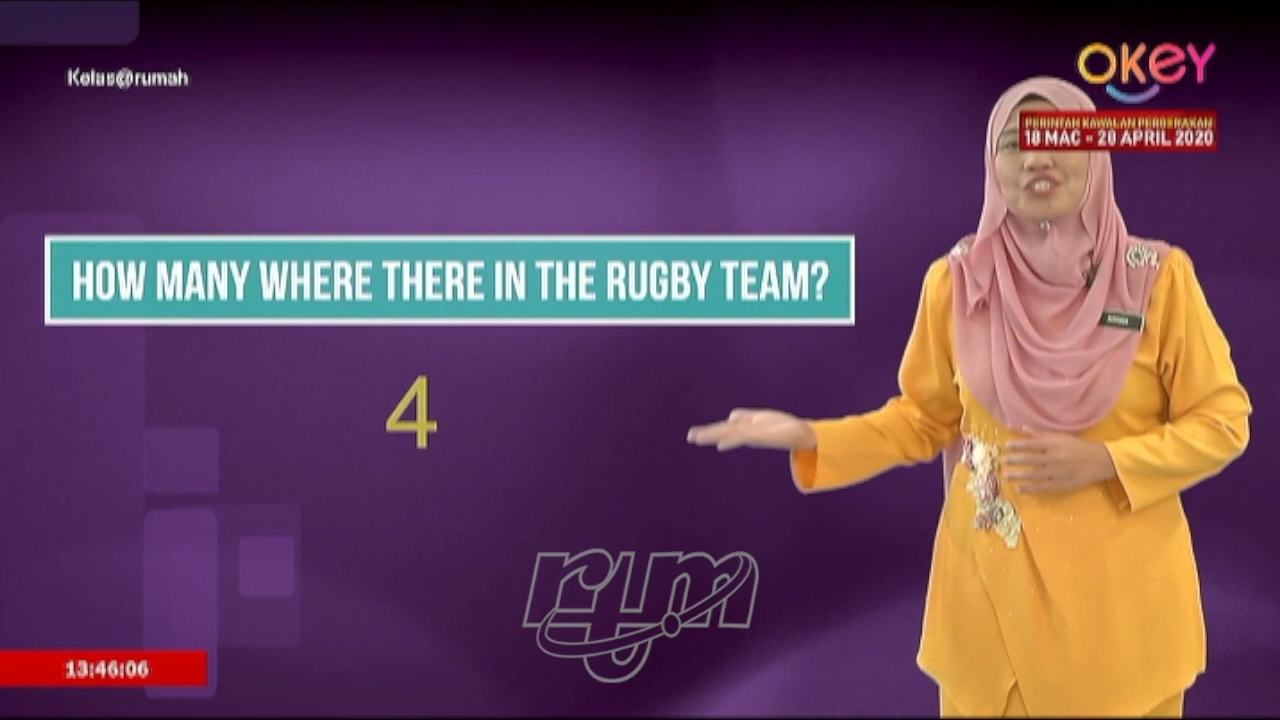 Kelas@rumah
OKEY
PERINTAH KAWALAN PERGERAKAN
18 MAC - 28 APRIL 2020
HOW MANY WHERE THERE IN THE RUGBY TEAM?
4
rtm
13:46:06